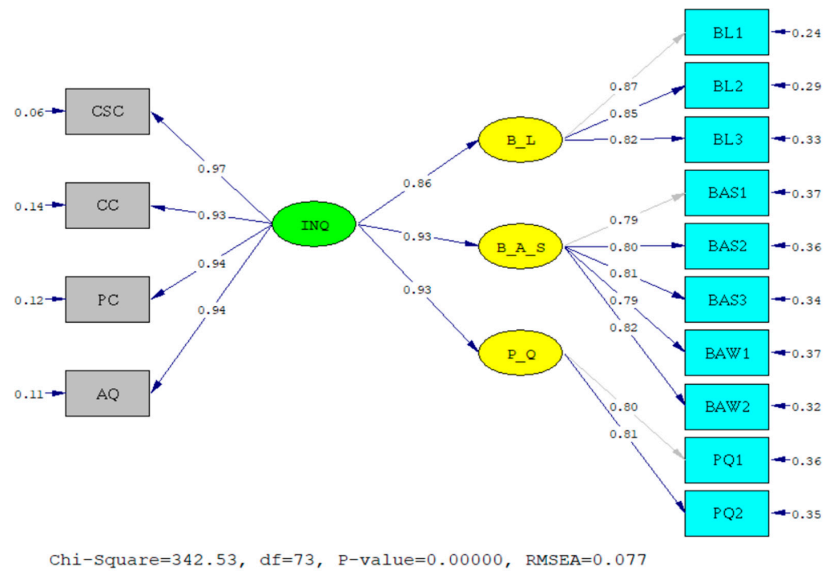 BL1
0.24
0.87
BL2
0.29
0.85
0.06
CSC
B_L
BL3
0.33
0.82
0.97
0.86
BAS1
0.37
0.79
0.14
CC
0.93
INQ
0.93
B_A_S
0.80
BAS2
0.36
0.81
0.94
0.93
0.79
BAS3
0.34
0.12
PC
0.94
0.82
P_Q
BAW1
0.37
0.11
AQ
0.80
BAW2
0.32
0.81
PQ1
0.36
PQ2
0.35
Chi-Square=342.53, df=73, P-value=0.00000, RMSEA=0.077